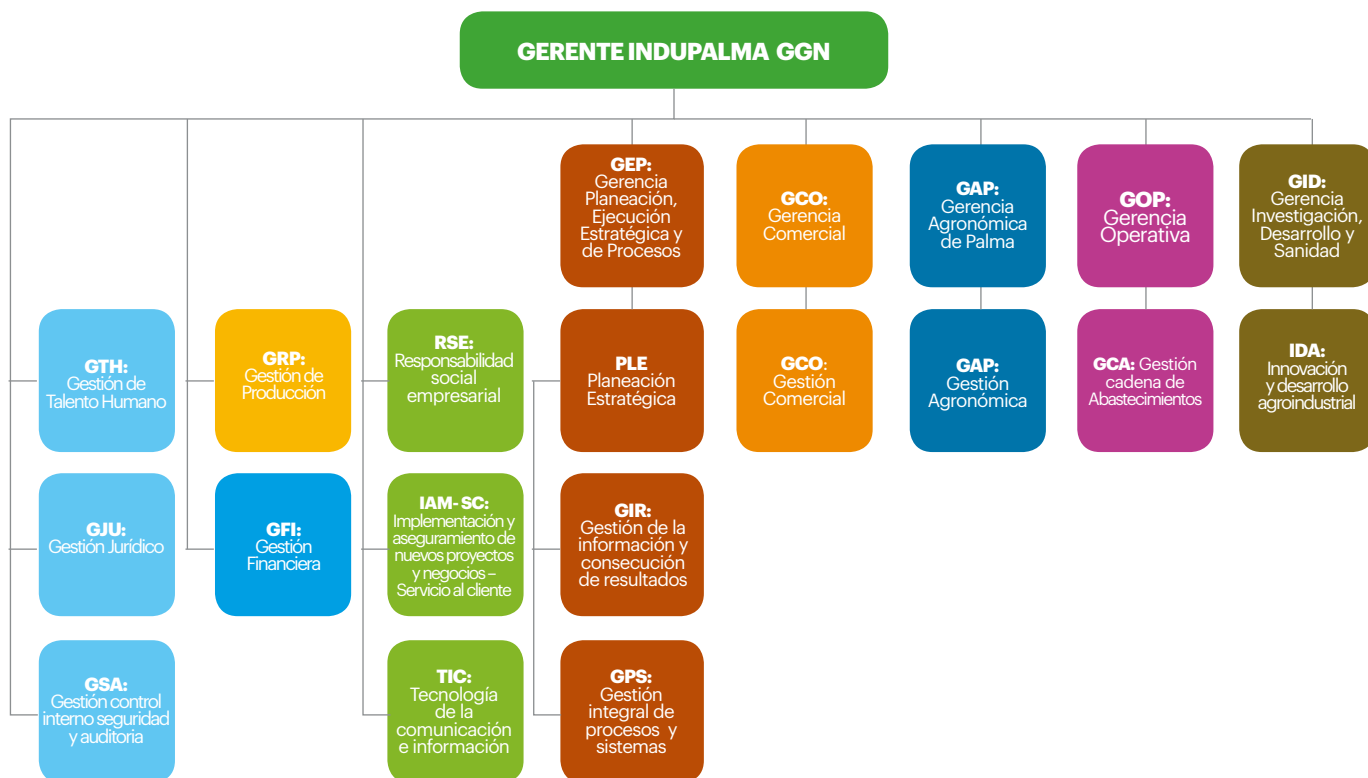 GERENTE INDUPALMA GGN
GEP:
Gerencia
Planeación,
Ejecución
Estratégica y
de Procesos
GCO:
Gerencia
Comercial
GAP:
Gerencia
Agronómica
de Palma
GOP:
Gerencia
Operativa
GID:
Gerencia
Investigación,
Desarrollo y
Sanidad
GTH:
Gestión de
Talento Humano
GRP:
Gestión de
Producción
RSE:
Responsabilidad
social
empresarial
PLE
Planeación
Estratégica
GCO:
Gestión
Comercial
GAP:
Gestión
Agronómica
GCA: Gestión
cadena de
Abastecimientos
IDA:
Innovación
y desarrollo
agroindustrial
GJU:
Gestión Jurídico
GFI:
Gestión
Financiera
IAM- SC:
Implementación y
aseguramiento de
nuevos proyectos
y negocios –
Servicio al cliente
GIR:
Gestión de la
información y
consecución
de resultados
GSA:
Gestión control
interno seguridad
y auditoria
TIC:
Tecnología
de la
comunicación
e información
GPS:
Gestión
integral de
procesos y
sistemas